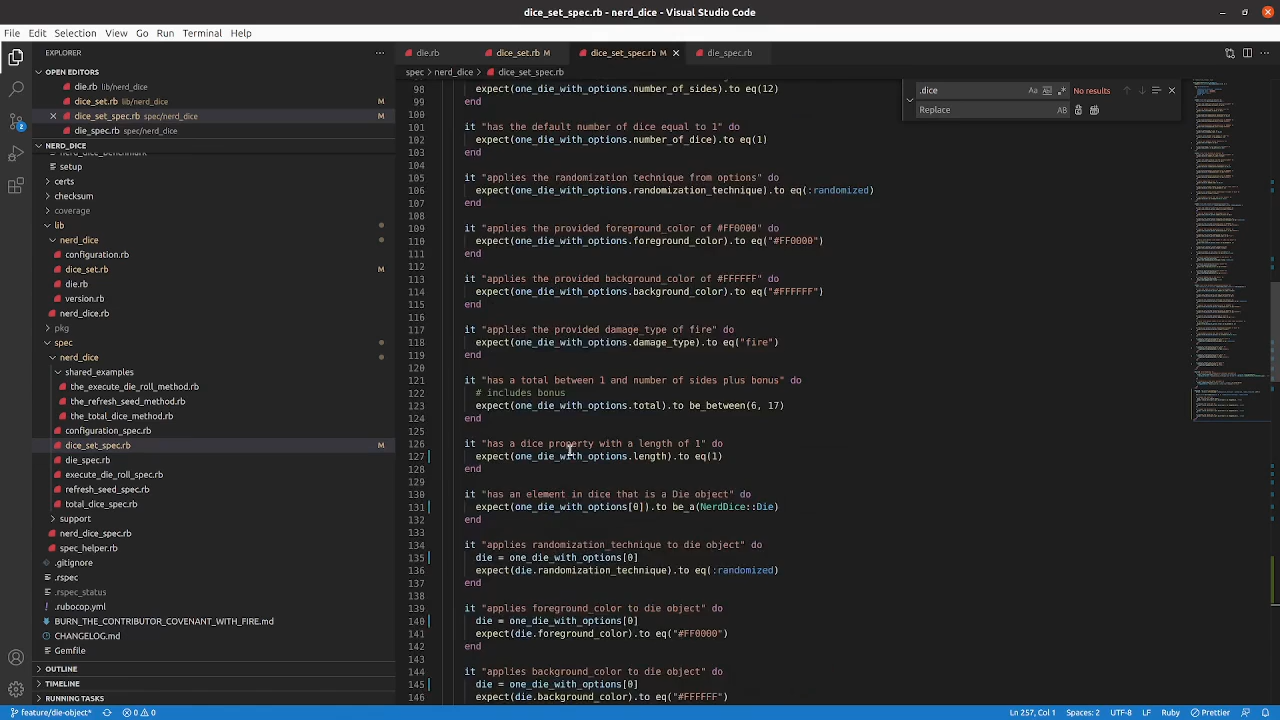 dice_set_spec.rb - nerd_dice - Visual Studio Code
File Edit Selection View Go Run Terminal Help
EXPLORER
OPEN EDITORS
die.rb lib/nerd_dice
dice_set.rb lib/nerd_dice M
dice_set_spec.rb spec/nerd_dice M
die_spec.rb spec/nerd_dice
NERD_DICE
nerd_dice_benchmark
setup
certs
checksum
coverage
lib
nerd_dice
configuration.rb
dice_set.rb M
die.rb
version.rb
nerd_dice.rb
pkg
spec
nerd_dice
shared_examples
the_execute_die_roll_method.rb
the_refresh_seed_method.rb
the_total_dice_method.rb
configuration_spec.rb
dice_set_spec.rb M
die_spec.rb
execute_die_roll_spec.rb
refresh_seed_spec.rb
total_dice_spec.rb
support
nerd_dice_spec.rb
spec_helper.rb
.gitignore
.rspec
.rspec_status
.rubocop.yml
BURN_THE_CONTRIBUTOR_COVENANT_WITH_FIRE.md
CHANGELOG.md
Gemfile
OUTLINE
TIMELINE
RUNNING TASKS
die.rb dice_set.rb M dice_set_spec.rb M die_spec.rb
spec nerd_dice dice_set_spec.rb
.dice Aa No results
Replace AB
98 expect(one_die_with_options.number_of_sides).to eq(12)
99 end
100
101 it "has a default number of dice equal to 1" do
102 expect(one_die_with_options.number_of_dice).to eq(1)
103 end
104
105 it "applies the randomization technique from options" do
106 expect(one_die_with_options.randomization_technique).to eq(:randomized)
107 end
108
109 it "applies the provided background_color of #FF0000" do
110 expect(one_die_with_options.foreground_color).to eq("#FF0000")
111 end
112
113 it "applies the provided background_color of #FFFFFF" do
114 expect(one_die_with_options.background_color).to eq("#FFFFFF")
115 end
116
117 it "applies the provided damage_type of fire" do
118 expect(one_die_with_options.damage_type).to eq("fire")
119 end
120
121 it "has a total between 1 and number of sides plus bonus" do
122 # includes bonus
123 expect(one_die_with_options.total).to be_between(6, 17)
124 end
125
126 it "has a dice property with a length of 1" do
127 expect(one_die_with_options.length).to eq(1)
128 end
129
130 it "has an element in dice that is a Die object" do
131 expect(one_die_with_options[0]).to be_a(NerdDice::Die)
132 end
133
134 it "applies randomization_technique to die object" do
135 die = one_die_with_options[0]
136 expect(die.randomization_technique).to eq(:randomized)
137 end
138
139 it "applies foreground_color to die object" do
140 die = one_die_with_options[0]
141 expect(die.foreground_color).to eq("#FF0000")
142 end
143
144 it "applies background_color to die object" do
145 die = one_die_with_options[0]
146 expect(die.background_color).to eq("#FFFFFF")
feature/die-object* 0 0 Ln 257, Col 1 Spaces: 2 UTF-8 LF Ruby Prettier